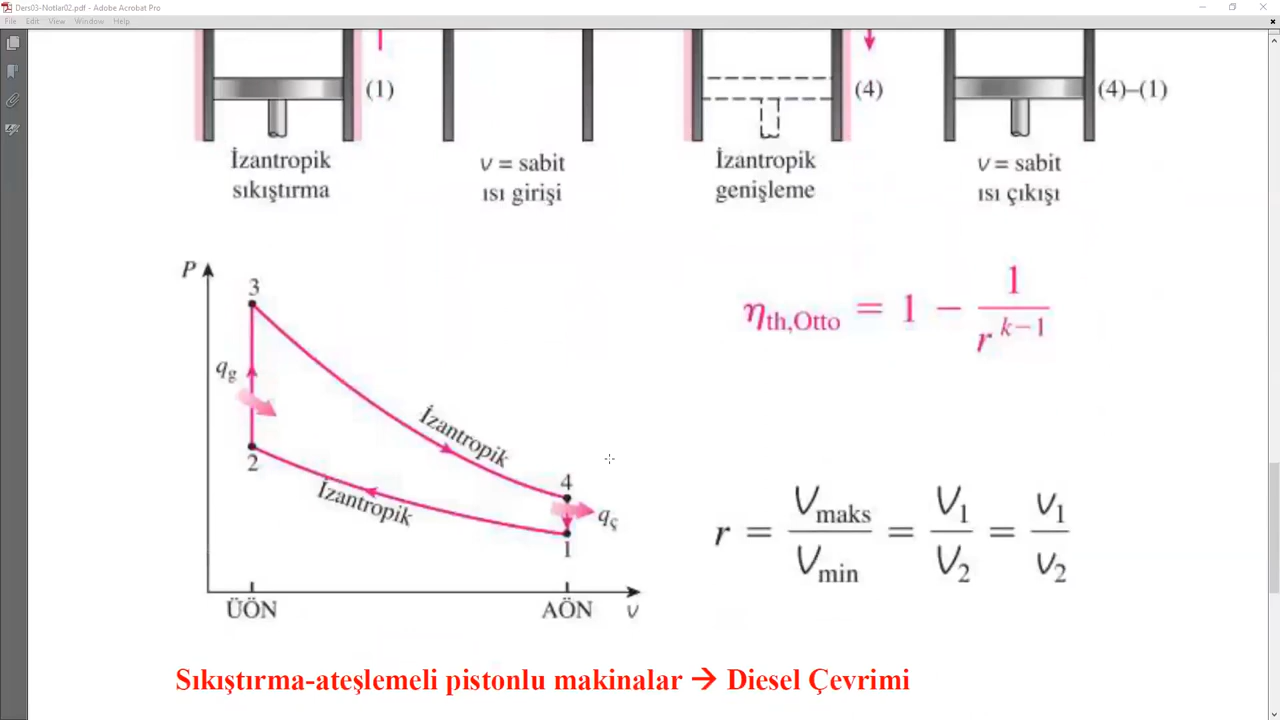 Ders03-Notlar02.pdf - Adobe Acrobat Pro
File Edit View Window Help
(1)
(4)
(4)–(1)
İzantropik
sıkıştırma
v = sabit
ısı girişi
İzantropik
genişleme
v = sabit
ısı çıkışı
P
3
q_g
2
İzantropik
İzantropik
4
q_ç
1
ÜÖN
AÖN
v
η_th,Otto = 1 − 1 / r^(k−1)
r = V_maks / V_min = V_1 / V_2 = v_1 / v_2
Sıkıştırma-ateşlemeli pistonlu makinalar → Diesel Çevrimi